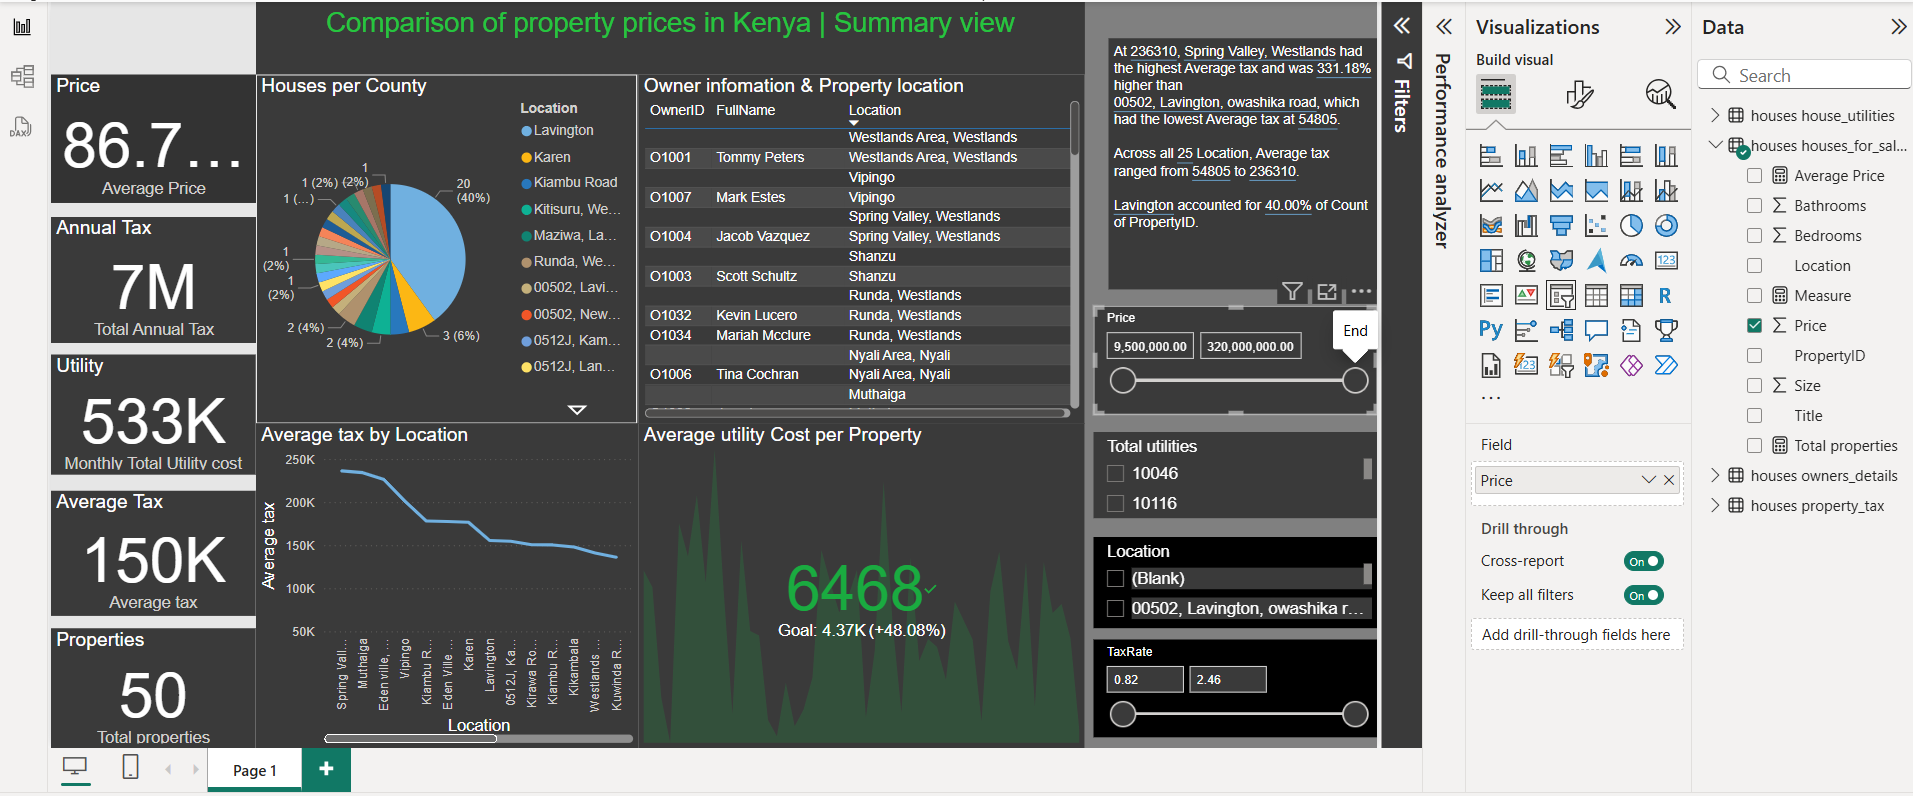 Comparison of property prices in Kenya | Summary view
Price
86.7...
Average Price
Annual Tax
7M
Total Annual Tax
Utility
533K
Monthly Total Utility cost
Average Tax
150K
Average tax
Properties
50
Total properties
Houses per County
1
1 (2%)
(2%)
1 (...)
1
(2%)
1
(2%)
2 (4%)
2 (4%)
3 (6%)
20
(40%)
Location
Lavington
Karen
Kiambu Road
Kitisuru, We...
Maziwa, La...
Runda, We...
00502, Lavi...
00502, New...
0512J, Kam...
0512J, Lan...
Owner infomation & Property location
OwnerID FullName Location
Westlands Area, Westlands
O1001 Tommy Peters Westlands Area, Westlands
Vipingo
O1007 Mark Estes Vipingo
Spring Valley, Westlands
O1004 Jacob Vazquez Spring Valley, Westlands
Shanzu
O1003 Scott Schultz Shanzu
Runda, Westlands
O1032 Kevin Lucero Runda, Westlands
O1034 Mariah Mcclure Runda, Westlands
Nyali Area, Nyali
O1006 Tina Cochran Nyali Area, Nyali
Muthaiga
Average tax by Location
Average tax
250K
200K
150K
100K
50K
Spring Vall...
Muthaiga
Eden ville, ...
Vipingo
Kiambu R...
Eden Ville ...
Karen
Lavington
0512J, Ka...
Kirawa Ro...
Kiambu R...
Kikambala
Westlands ...
Kuwinda R...
Location
Average utility Cost per Property
6468
Goal: 4.37K (+48.08%)
At 236310, Spring Valley, Westlands had
the highest Average tax and was 331.18%
higher than
00502, Lavington, owashika road, which
had the lowest Average tax at 54805.
Across all 25 Location, Average tax
ranged from 54805 to 236310.
Lavington accounted for 40.00% of Count
of PropertyID.
Price
9,500,000.00 320,000,000.00
End
Total utilities
10046
10116
Location
(Blank)
00502, Lavington, owashika r...
TaxRate
0.82 2.46
Filters
Performance analyzer
Visualizations
Build visual
123
R
Py
123
...
Field
Price
Drill through
Cross-report On
Keep all filters On
Add drill-through fields here
Data
Search
houses house_utilities
houses houses_for_sal...
Average Price
Bathrooms
Bedrooms
Location
Measure
Price
PropertyID
Size
Title
Total properties
houses owners_details
houses property_tax
DAX
Page 1